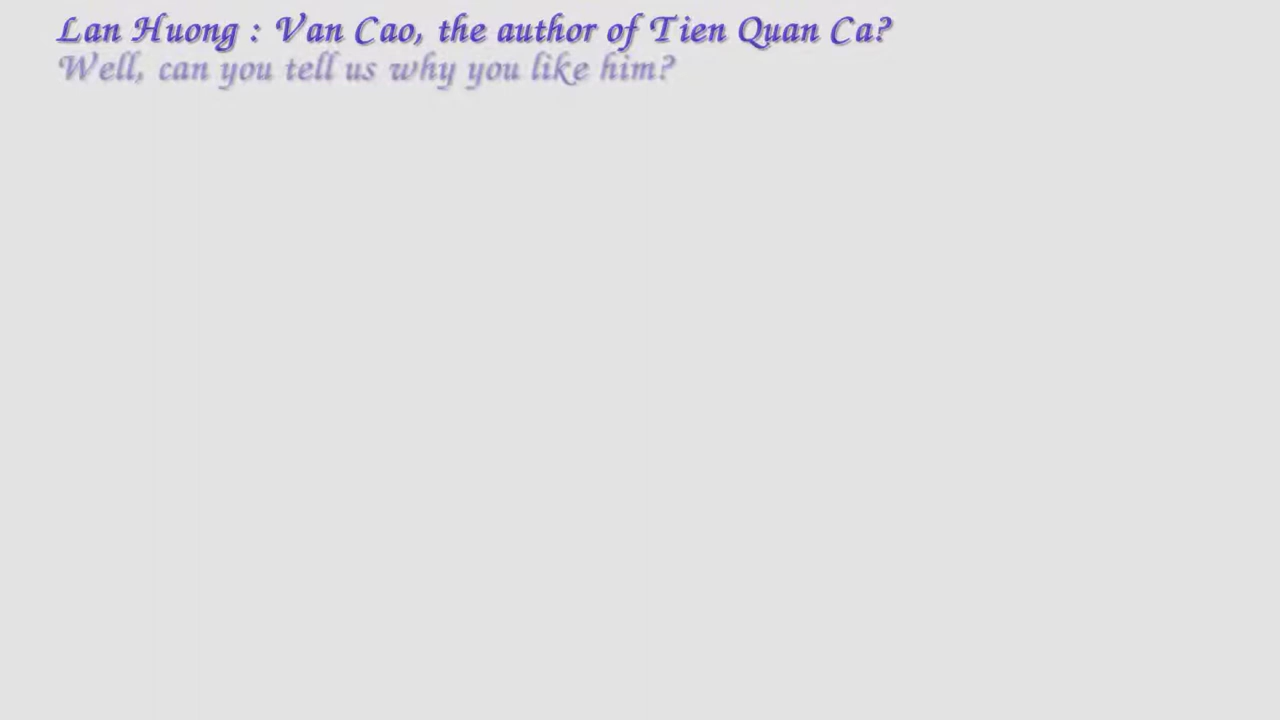 Lan Huong : Van Cao, the author of Tien Quan Ca?
Well, can you tell us why you like him?